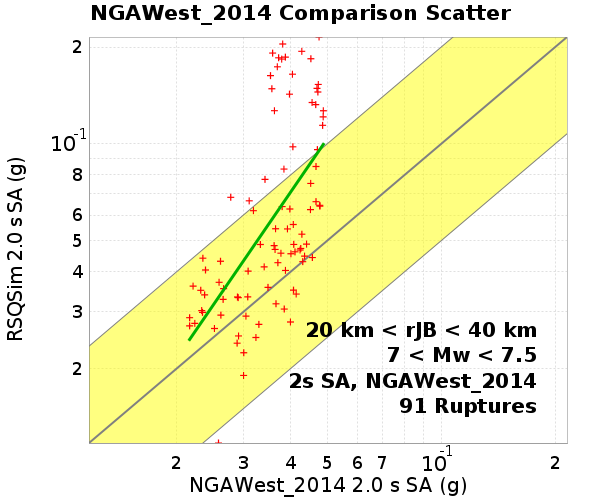 NGAWest_2014 Comparison Scatter
RSQSim 2.0 s SA (g)
2
10-1
8
6
5
4
3
2
20 km < rJB < 40 km
7 < Mw < 7.5
2s SA, NGAWest_2014
91 Ruptures
2 3 4 5 6 7 10-1 2
NGAWest_2014 2.0 s SA (g)